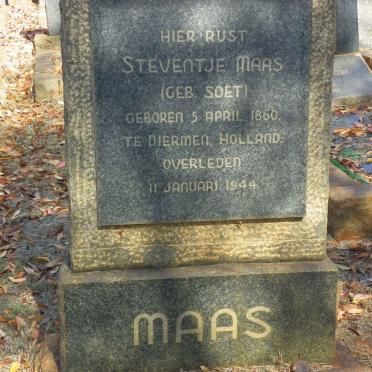 HIER RUST
STEVENTJE MAAS
(GEB. SOET)
GEBOREN 5 APRIL 1860.
TE DIERMEN, HOLLAND.
OVERLEDEN
11 JANUARI 1944.
MAAS